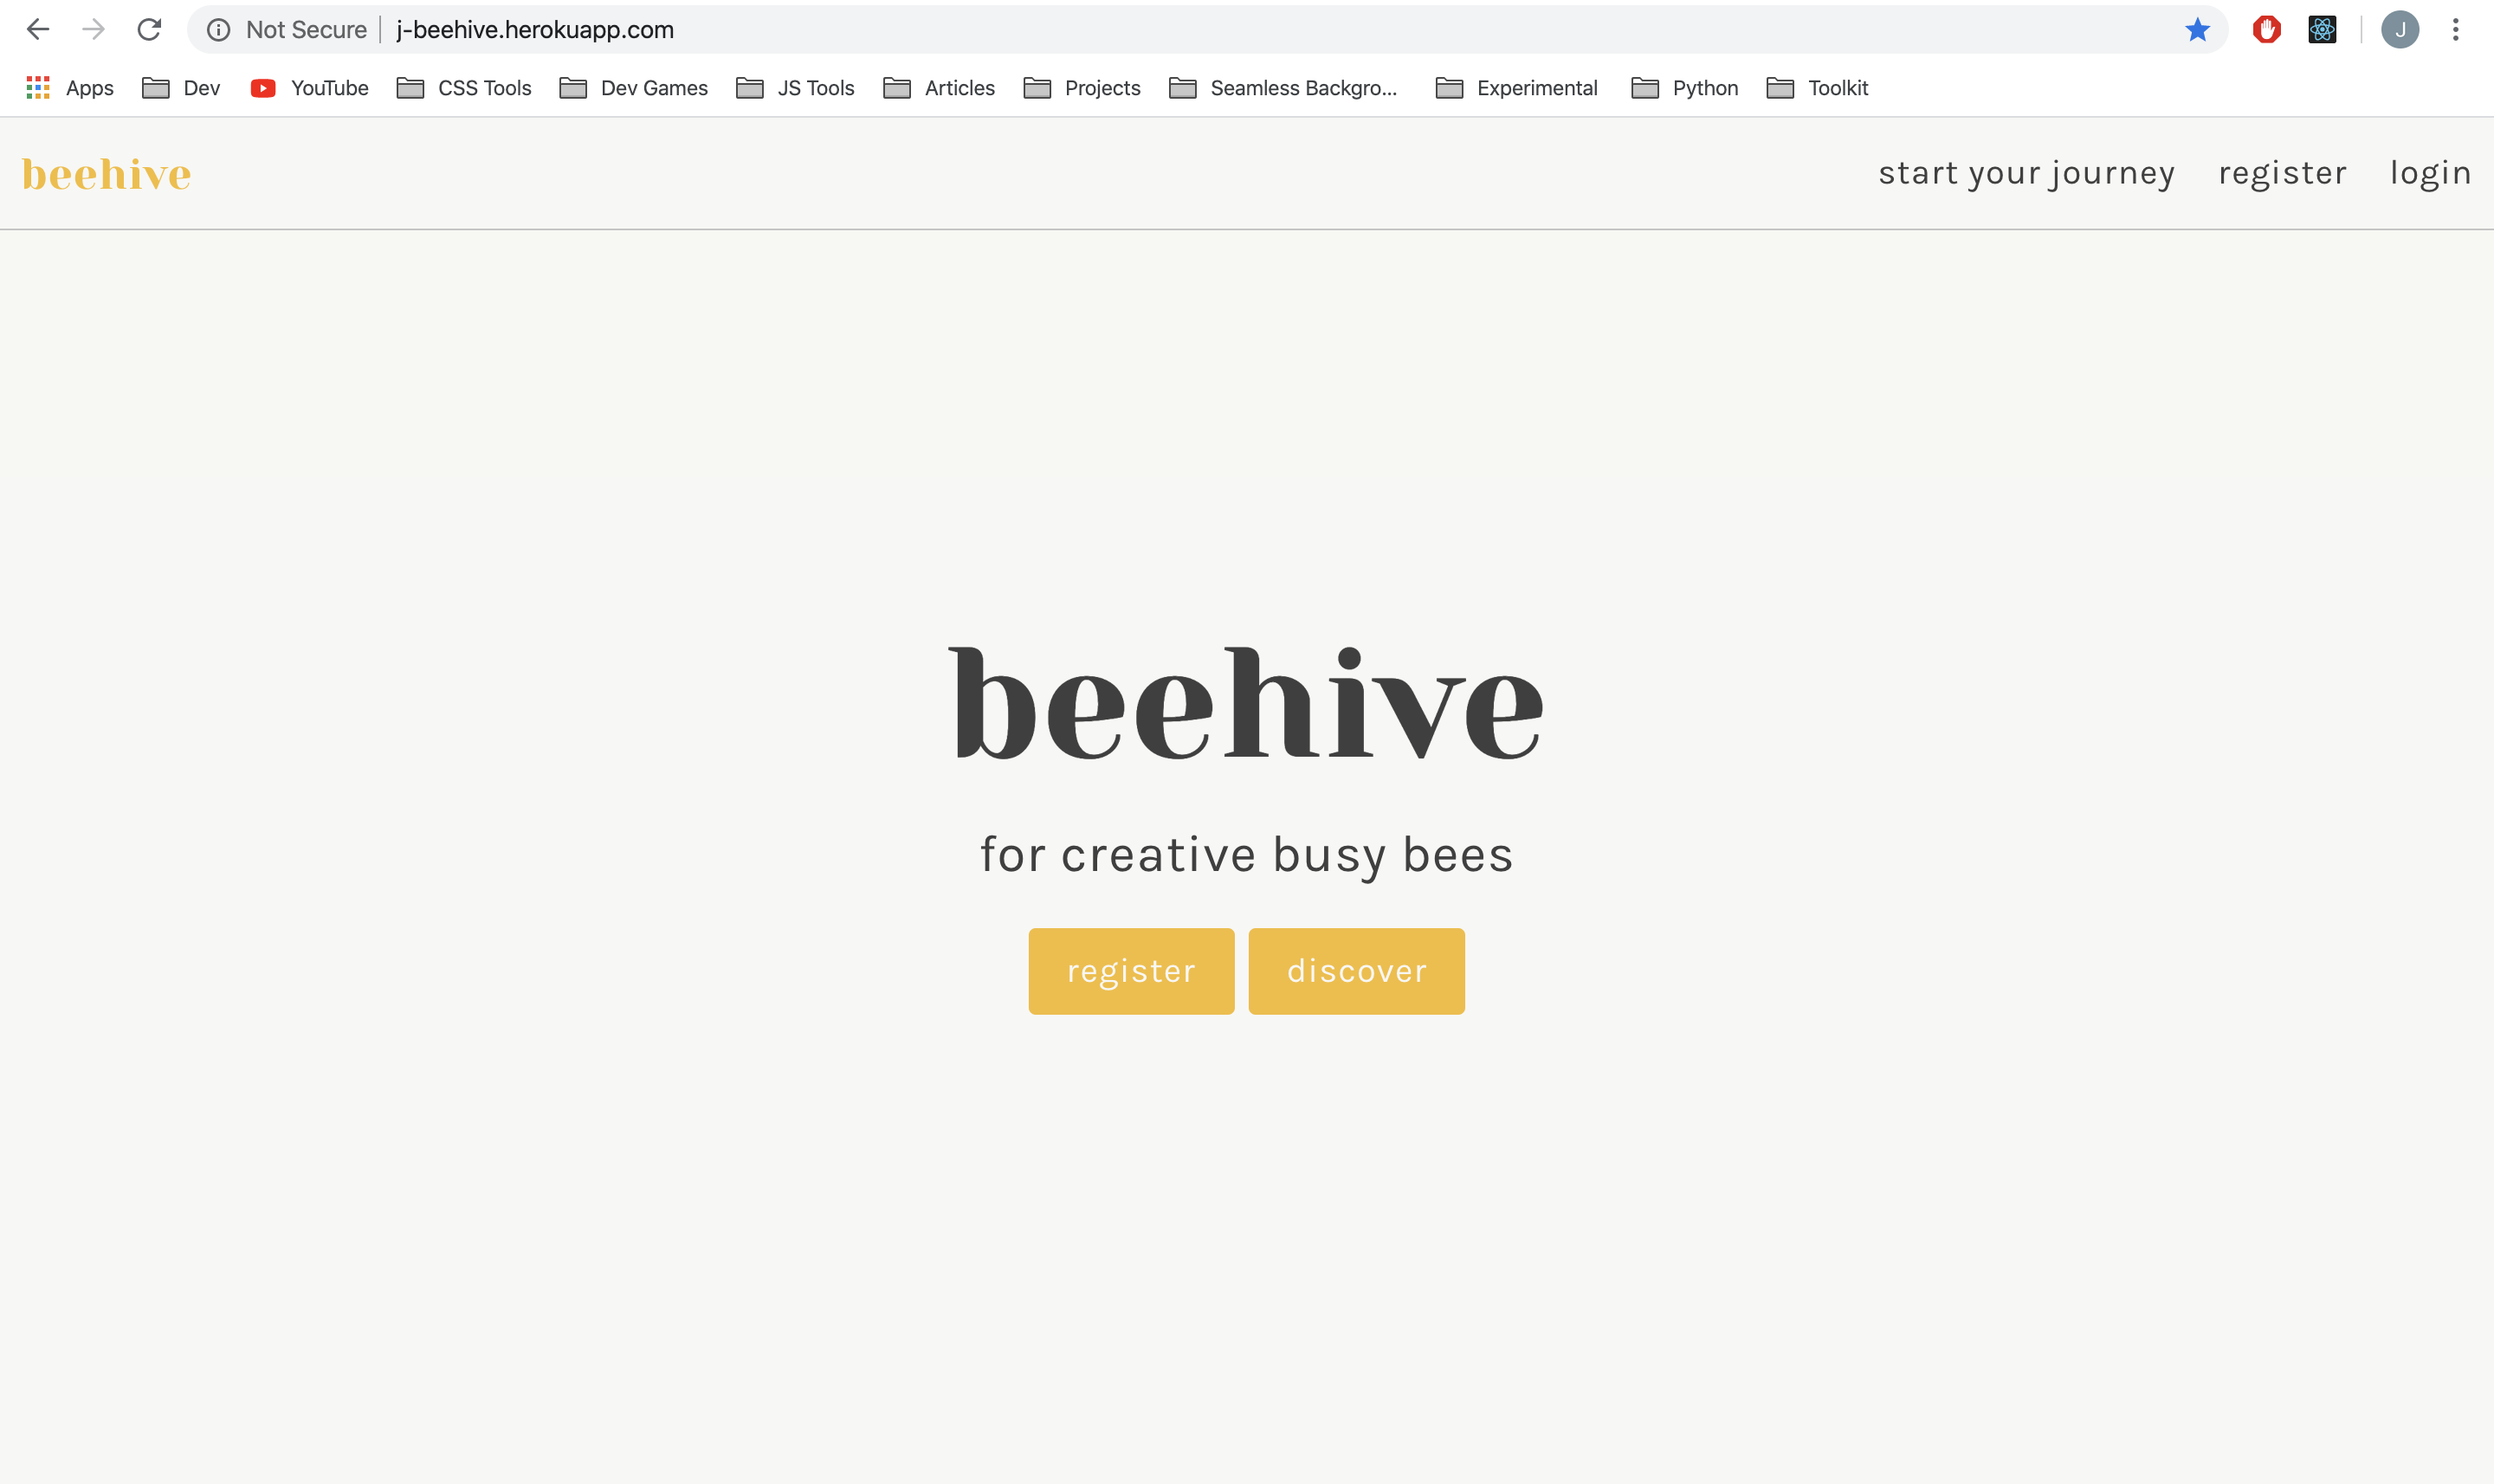 Not Secure j-beehive.herokuapp.com J
Apps Dev YouTube CSS Tools Dev Games JS Tools Articles Projects Seamless Backgro... Experimental Python Toolkit
beehive start your journey register login
beehive
for creative busy bees
register discover